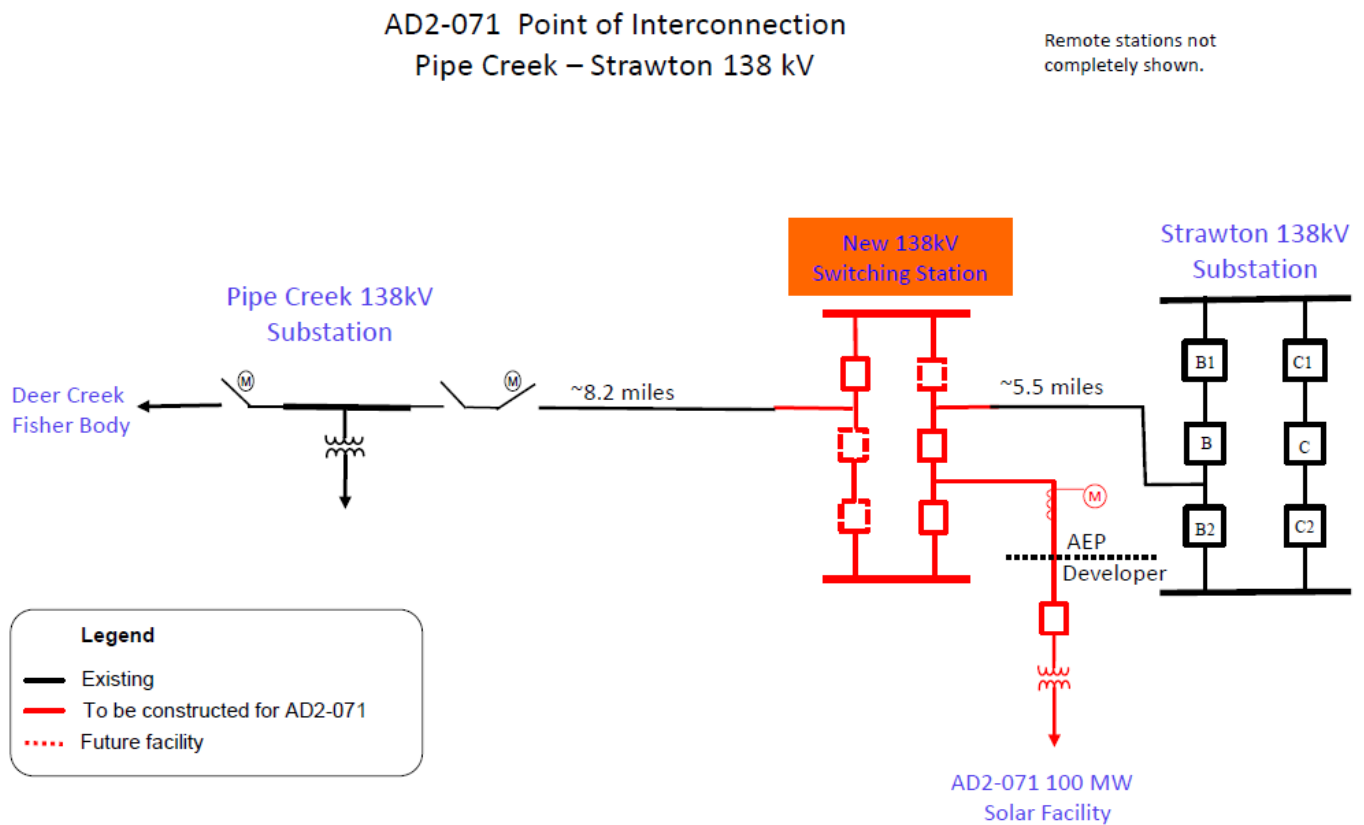 AD2-071 Point of Interconnection
Pipe Creek – Strawton 138 kV
Remote stations not
completely shown.
New 138kV
Switching Station
Strawton 138kV
Substation
Pipe Creek 138kV
Substation
Deer Creek
Fisher Body
M
M
~8.2 miles
~5.5 miles
B1
C1
B
C
B2
C2
M
AEP
Developer
Legend
Existing
To be constructed for AD2-071
Future facility
AD2-071 100 MW
Solar Facility